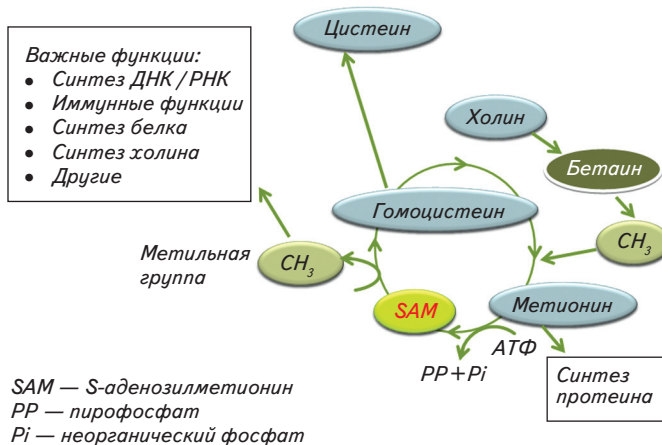 Цистеин
Важные функции:
• Синтез ДНК / РНК
• Иммунные функции
• Синтез белка
• Синтез холина
• Другие
Холин
Бетаин
Гомоцистеин
CH3
Метильная
группа
CH3
SAM
Метионин
АТФ
PP+Pi
Синтез
протеина
SAM — S-аденозилметионин
PP — пирофосфат
Pi — неорганический фосфат